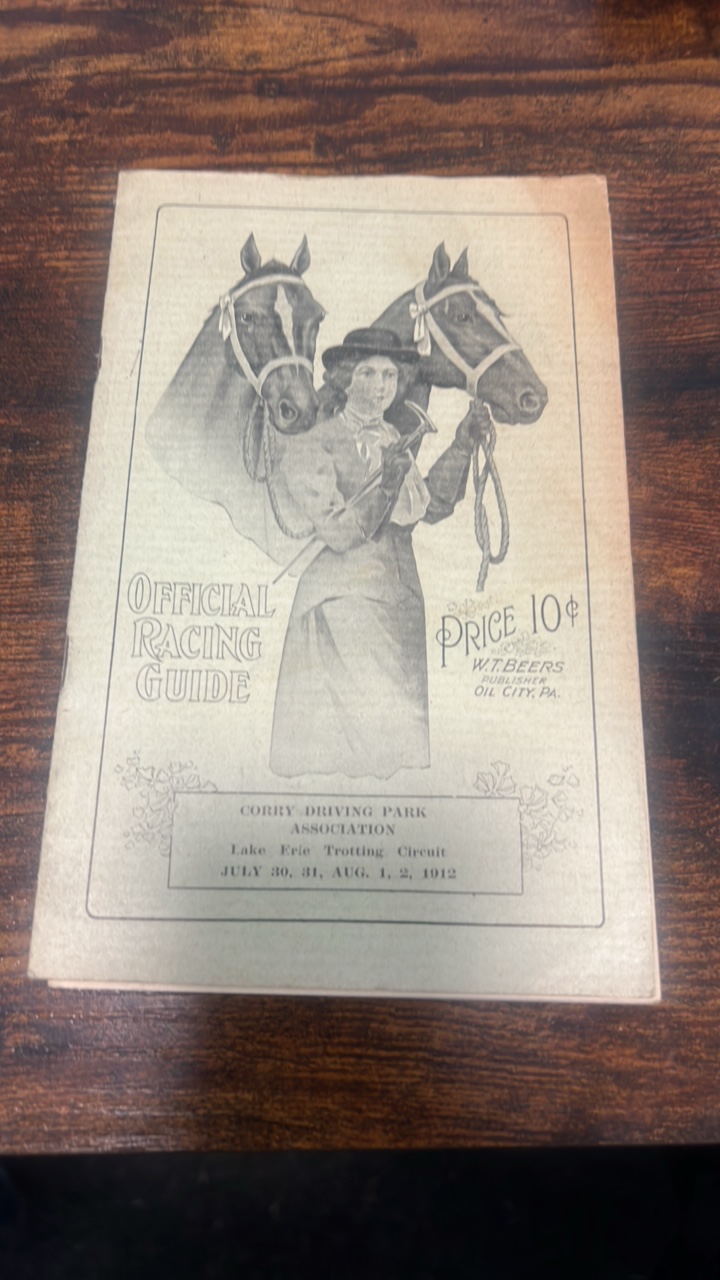 OFFICIAL
RACING
GUIDE
PRICE 10¢
W.T. BEERS
PUBLISHER
OIL CITY, PA.
CORRY DRIVING PARK
ASSOCIATION
Lake Erie Trotting Circuit
JULY 30, 31, AUG. 1, 2, 1912